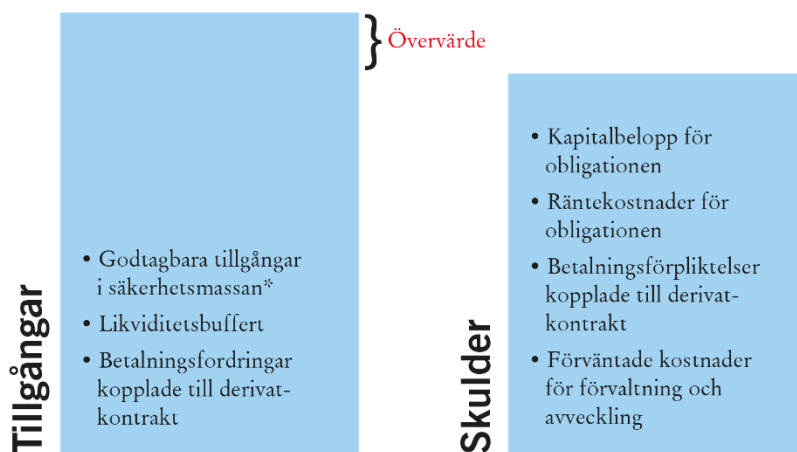 Övervärde
Tillgångar
• Godtagbara tillgångar
i säkerhetsmassan*
• Likviditetsbuffert
• Betalningsfordringar
kopplade till derivat-
kontrakt
Skulder
• Kapitalbelopp för
obligationen
• Räntekostnader för
obligationen
• Betalningsförpliktelser
kopplade till derivat-
kontrakt
• Förväntade kostnader
för förvaltning och
avveckling